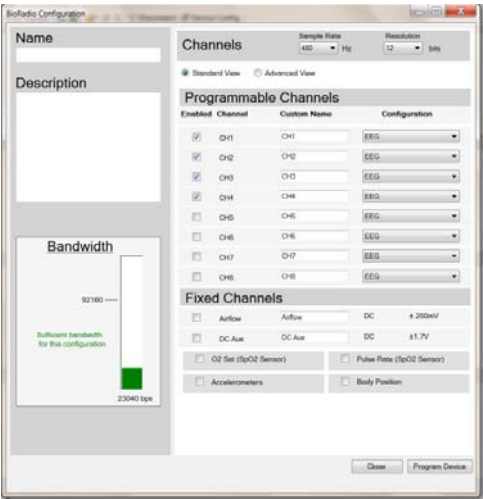 BioRadio Configuration
Name
Description
Bandwidth
92160
Sufficient bandwidth
for this configuration
23040 bps
Channels
Sample Rate
480 Hz
Resolution
12 bits
Standard View Advanced View
Programmable Channels
Enabled Channel Custom Name Configuration
CH1 CH1 EEG
CH2 CH2 EEG
CH3 CH3 EEG
CH4 CH4 EEG
CH5 CH5 EEG
CH6 CH6 EEG
CH7 CH7 EEG
CH8 CH8 EEG
Fixed Channels
Airflow Airflow DC ± 250mV
DC Aux DC Aux DC ±1.7V
O2 Sat (SpO2 Sensor) Pulse Rate (SpO2 Sensor)
Accelerometers Body Position
Close Program Device